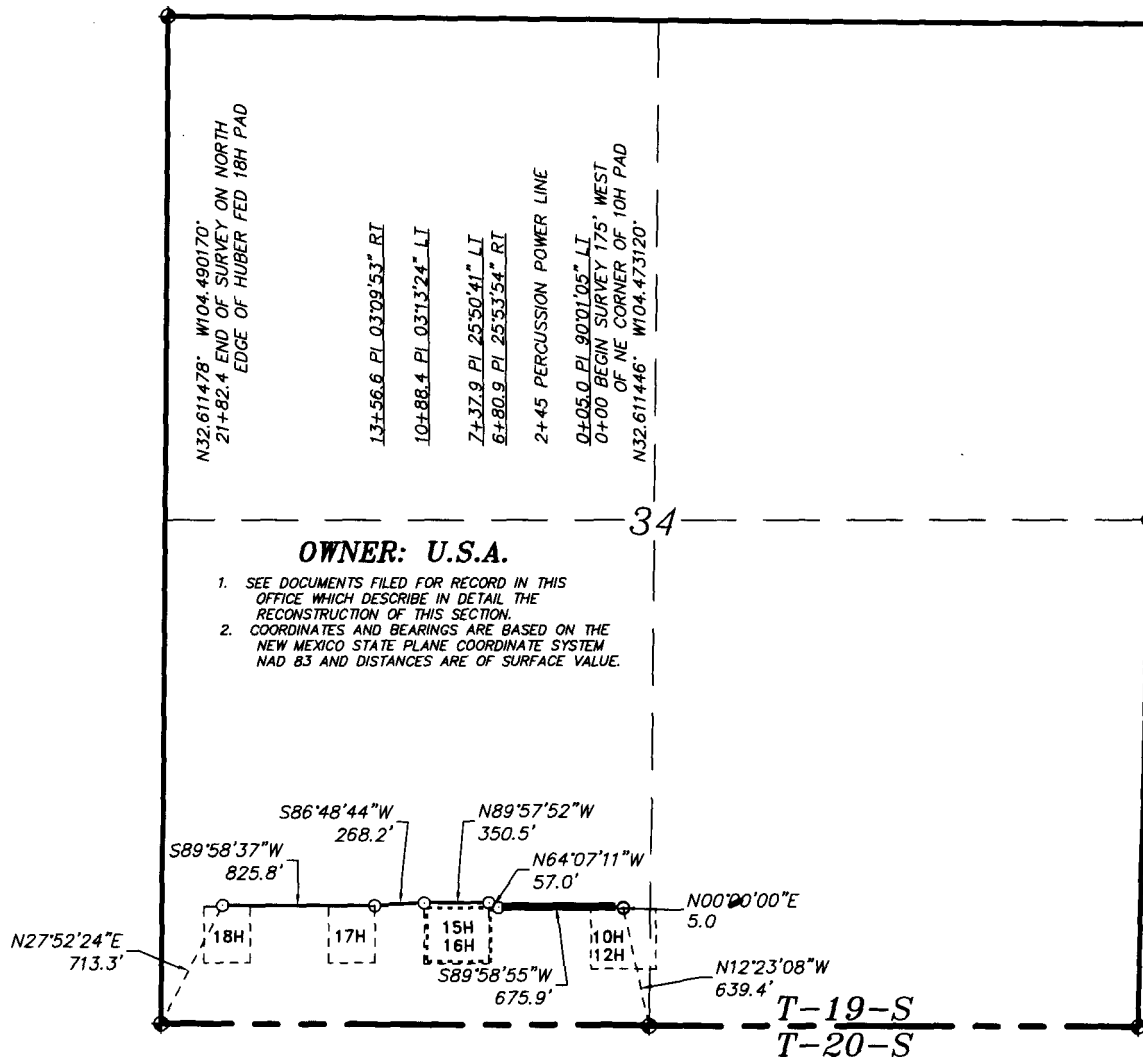 N32.611478° W104.490170°
21+82.4 END OF SURVEY ON NORTH
EDGE OF HUBER FED 18H PAD
13+56.6 PI 03°09'53" RT
10+88.4 PI 03°13'24" LT
7+37.9 PI 25°50'41" LT
6+80.9 PI 25°53'54" RT
2+45 PERCUSSION POWER LINE
0+05.0 PI 90°01'05" LT
0+00 BEGIN SURVEY 175' WEST
OF NE CORNER OF 10H PAD
N32.611446° W104.473120°
34
OWNER: U.S.A.
1. SEE DOCUMENTS FILED FOR RECORD IN THIS
OFFICE WHICH DESCRIBE IN DETAIL THE
RECONSTRUCTION OF THIS SECTION.
2. COORDINATES AND BEARINGS ARE BASED ON THE
NEW MEXICO STATE PLANE COORDINATE SYSTEM
NAD 83 AND DISTANCES ARE OF SURFACE VALUE.
S86°48'44"W
268.2'
N89°57'52"W
350.5'
S89°58'37"W
825.8'
N64°07'11"W
57.0'
N00°00'00"E
5.0
18H
17H
15H
16H
10H
12H
N27°52'24"E
713.3'
S89°58'55"W
675.9'
N12°23'08"W
639.4'
T-19-S
T-20-S